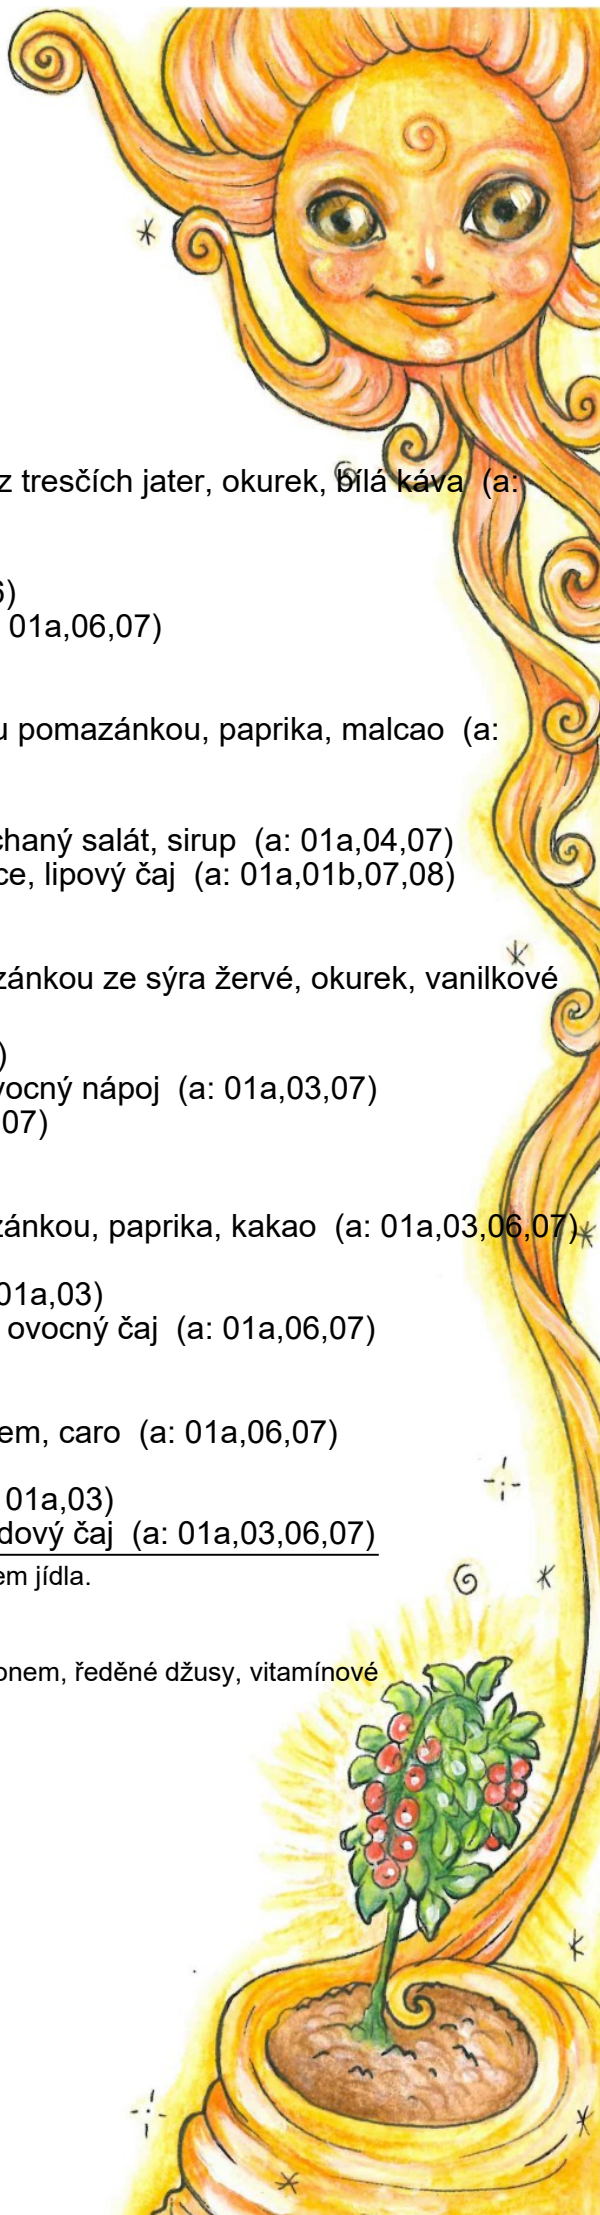 z tresčích jater, okurek, bílá káva  (a:
6)
01a,06,07)
u pomazánkou, paprika, malcao  (a:
chaný salát, sirup  (a: 01a,04,07)
ce, lipový čaj  (a: 01a,01b,07,08)
zánkou ze sýra žervé, okurek, vanilkové
)
vocný nápoj  (a: 01a,03,07)
07)
zánkou, paprika, kakao  (a: 01a,03,06,07)
01a,03)
ovocný čaj  (a: 01a,06,07)
em, caro  (a: 01a,06,07)
01a,03)
dový čaj  (a: 01a,03,06,07)
em jídla.
onem, ředěné džusy, vitamínové